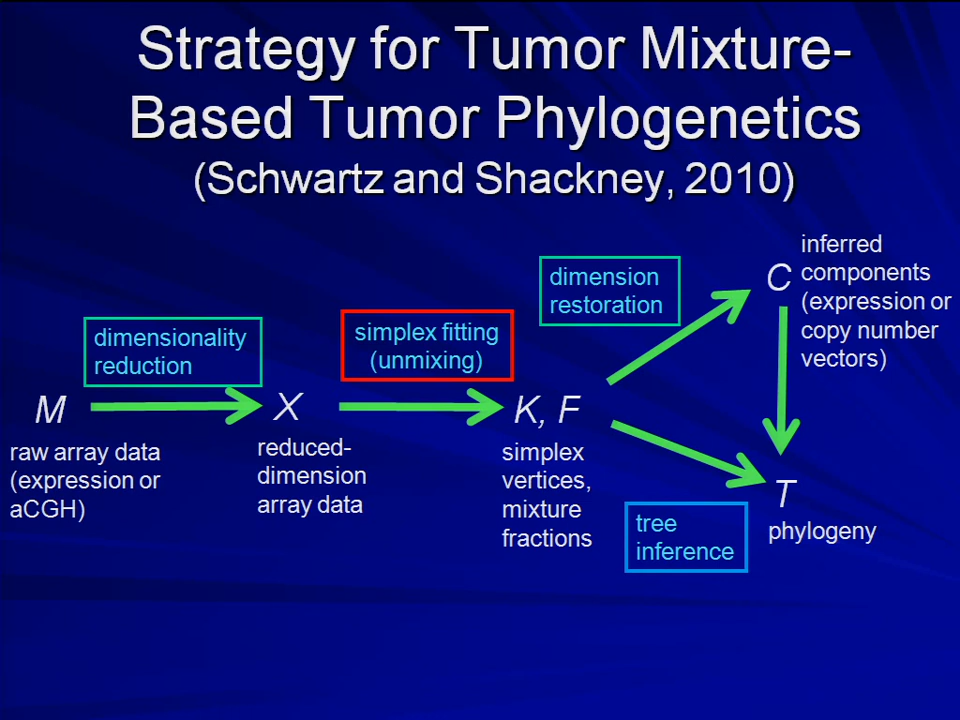 Strategy for Tumor Mixture-
Based Tumor Phylogenetics
(Schwartz and Shackney, 2010)
dimensionality
reduction
simplex fitting
(unmixing)
dimension
restoration
C
inferred
components
(expression or
copy number
vectors)
M
X
K, F
raw array data
(expression or
aCGH)
reduced-
dimension
array data
simplex
vertices,
mixture
fractions
tree
inference
T
phylogeny